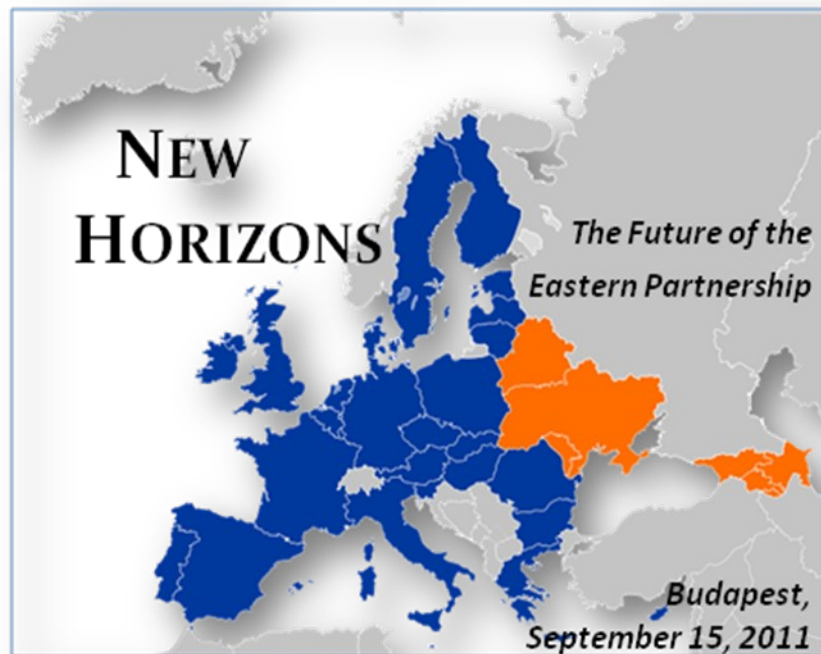 NEW
HORIZONS
The Future of the
Eastern Partnership
Budapest,
September 15, 2011